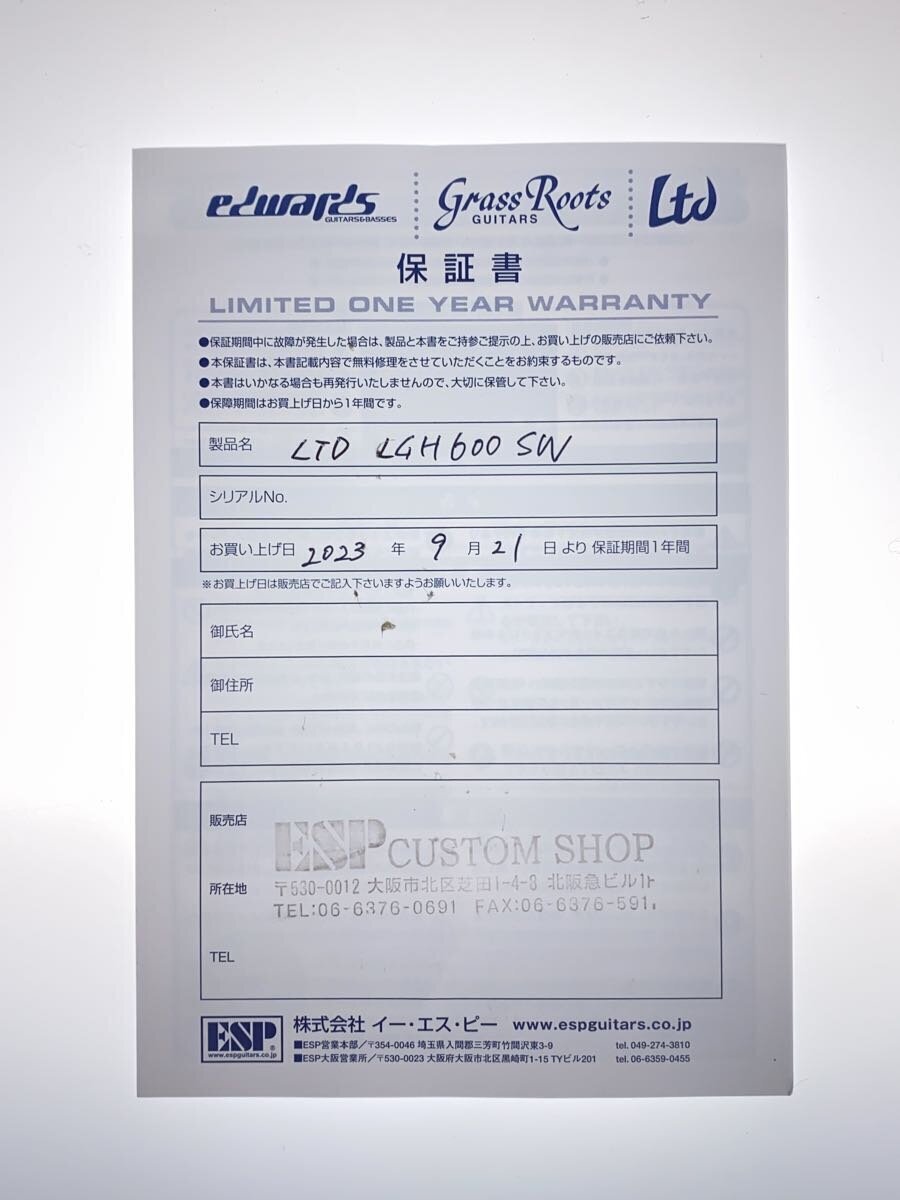 edwards GUITARS&BASSES Grass Roots GUITARS Ltd
保証書
LIMITED ONE YEAR WARRANTY
●保証期間中に故障が発生した場合は、製品と本書をご持参ご提示の上、お買い上げの販売店にご依頼下さい。
●本保証書は、本書記載内容で無料修理をさせていただくことをお約束するものです。
●本書はいかなる場合も再発行いたしませんので、大切に保管して下さい。
●保障期間はお買上げ日から1年間です。
製品名 LTD LGH600 SW
シリアルNo.
お買い上げ日 2023 年 9 月 21 日 より 保証期間1年間
※お買上げ日は販売店でご記入下さいますようお願いいたします。
御氏名
御住所
TEL
販売店 ESP CUSTOM SHOP
所在地 〒530-0012 大阪市北区芝田1-4-8 北阪急ビル1F
TEL:06-6376-0691 FAX:06-6376-591
TEL
ESP® 株式会社 イー・エス・ピー www.espguitars.co.jp
www.espguitars.co.jp
■ESP営業本部/〒354-0046 埼玉県入間郡三芳町竹間沢東3-9 tel. 049-274-3810
■ESP大阪営業所/〒530-0023 大阪府大阪市北区黒崎町1-15 TYビル201 tel. 06-6359-0455